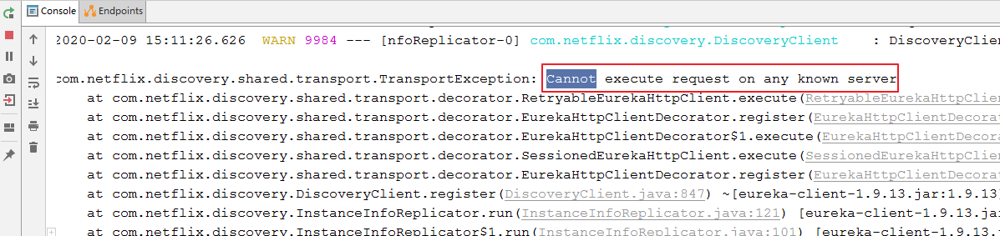 Console Endpoints
2020-02-09 15:11:26.626  WARN 9984 --- [nfoReplicator-0] com.netflix.discovery.DiscoveryClient    : DiscoveryClien
com.netflix.discovery.shared.transport.TransportException: Cannot execute request on any known server
at com.netflix.discovery.shared.transport.decorator.RetryableEurekaHttpClient.execute(RetryableEurekaHttpClien
at com.netflix.discovery.shared.transport.decorator.EurekaHttpClientDecorator.register(EurekaHttpClientDecorat
at com.netflix.discovery.shared.transport.decorator.EurekaHttpClientDecorator$1.execute(EurekaHttpClientDecora
at com.netflix.discovery.shared.transport.decorator.SessionedEurekaHttpClient.execute(SessionedEurekaHttpClien
at com.netflix.discovery.shared.transport.decorator.EurekaHttpClientDecorator.register(EurekaHttpClientDecorat
at com.netflix.discovery.DiscoveryClient.register(DiscoveryClient.java:847) ~[eureka-client-1.9.13.jar:1.9.13]
at com.netflix.discovery.InstanceInfoReplicator.run(InstanceInfoReplicator.java:121) [eureka-client-1.9.13.jar
at com.netflix.discovery.InstanceInfoReplicator$1.run(InstanceInfoReplicator.java:101) [eureka-client-1.9.13.j